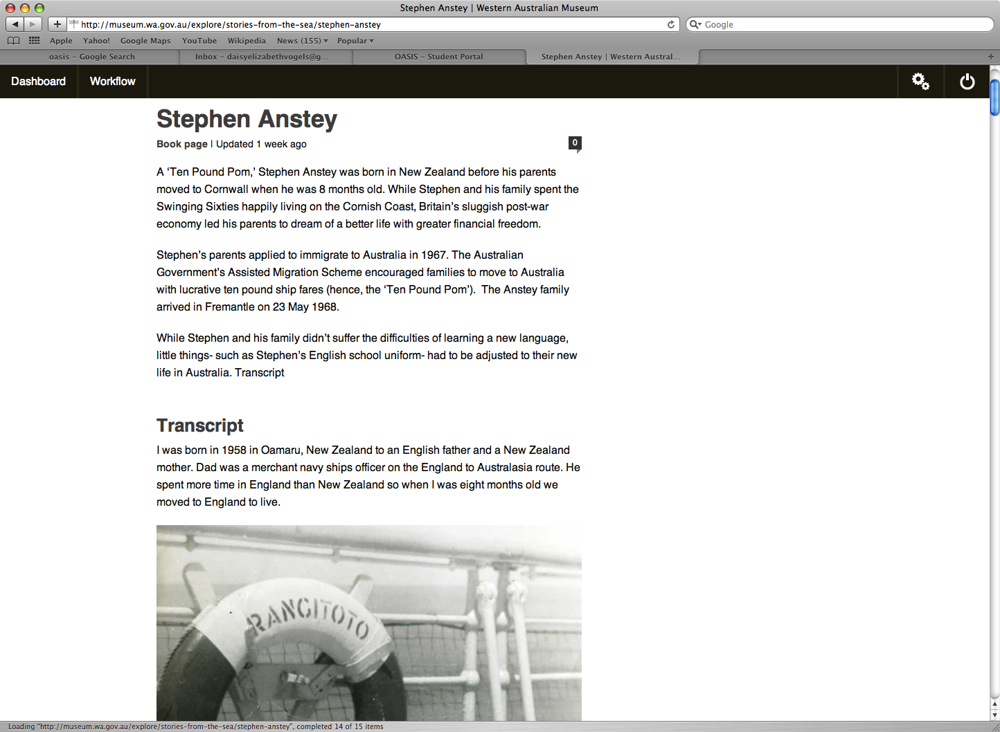 Stephen Anstey | Western Australian Museum
http://museum.wa.gov.au/explore/stories-from-the-sea/stephen-anstey
Google
Apple Yahoo! Google Maps YouTube Wikipedia News (155) Popular
oasis – Google Search
Inbox – daisyelizabethvogels@g...
OASIS – Student Portal
Stephen Anstey | Western Austral...
Dashboard
Workflow
Stephen Anstey
Book page | Updated 1 week ago
0
A ‘Ten Pound Pom,’ Stephen Anstey was born in New Zealand before his parents
moved to Cornwall when he was 8 months old. While Stephen and his family spent the
Swinging Sixties happily living on the Cornish Coast, Britain’s sluggish post-war
economy led his parents to dream of a better life with greater financial freedom.
Stephen’s parents applied to immigrate to Australia in 1967. The Australian
Government’s Assisted Migration Scheme encouraged families to move to Australia
with lucrative ten pound ship fares (hence, the ‘Ten Pound Pom’).  The Anstey family
arrived in Fremantle on 23 May 1968.
While Stephen and his family didn’t suffer the difficulties of learning a new language,
little things- such as Stephen’s English school uniform- had to be adjusted to their new
life in Australia. Transcript
Transcript
I was born in 1958 in Oamaru, New Zealand to an English father and a New Zealand
mother. Dad was a merchant navy ships officer on the England to Australasia route. He
spent more time in England than New Zealand so when I was eight months old we
moved to England to live.
RANGITOTO
Loading “http://museum.wa.gov.au/explore/stories-from-the-sea/stephen-anstey”, completed 14 of 15 items